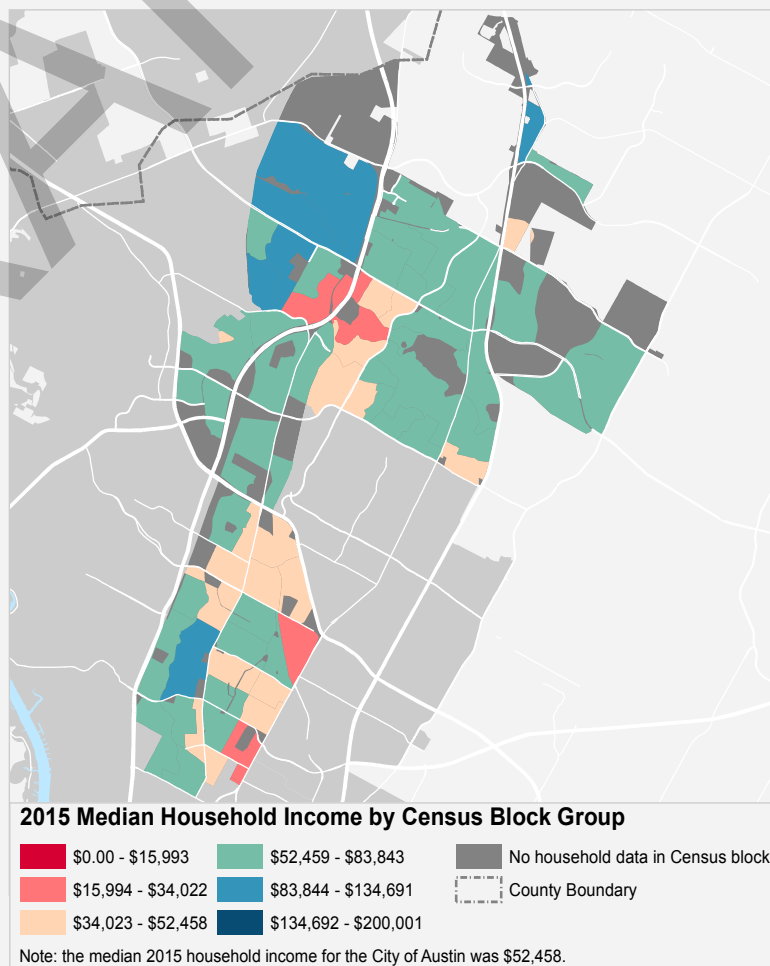 2015 Median Household Income by Census Block Group
$0.00 - $15,993
$52,459 - $83,843
No household data in Census block
$15,994 - $34,022
$83,844 - $134,691
County Boundary
$34,023 - $52,458
$134,692 - $200,001
Note: the median 2015 household income for the City of Austin was $52,458.